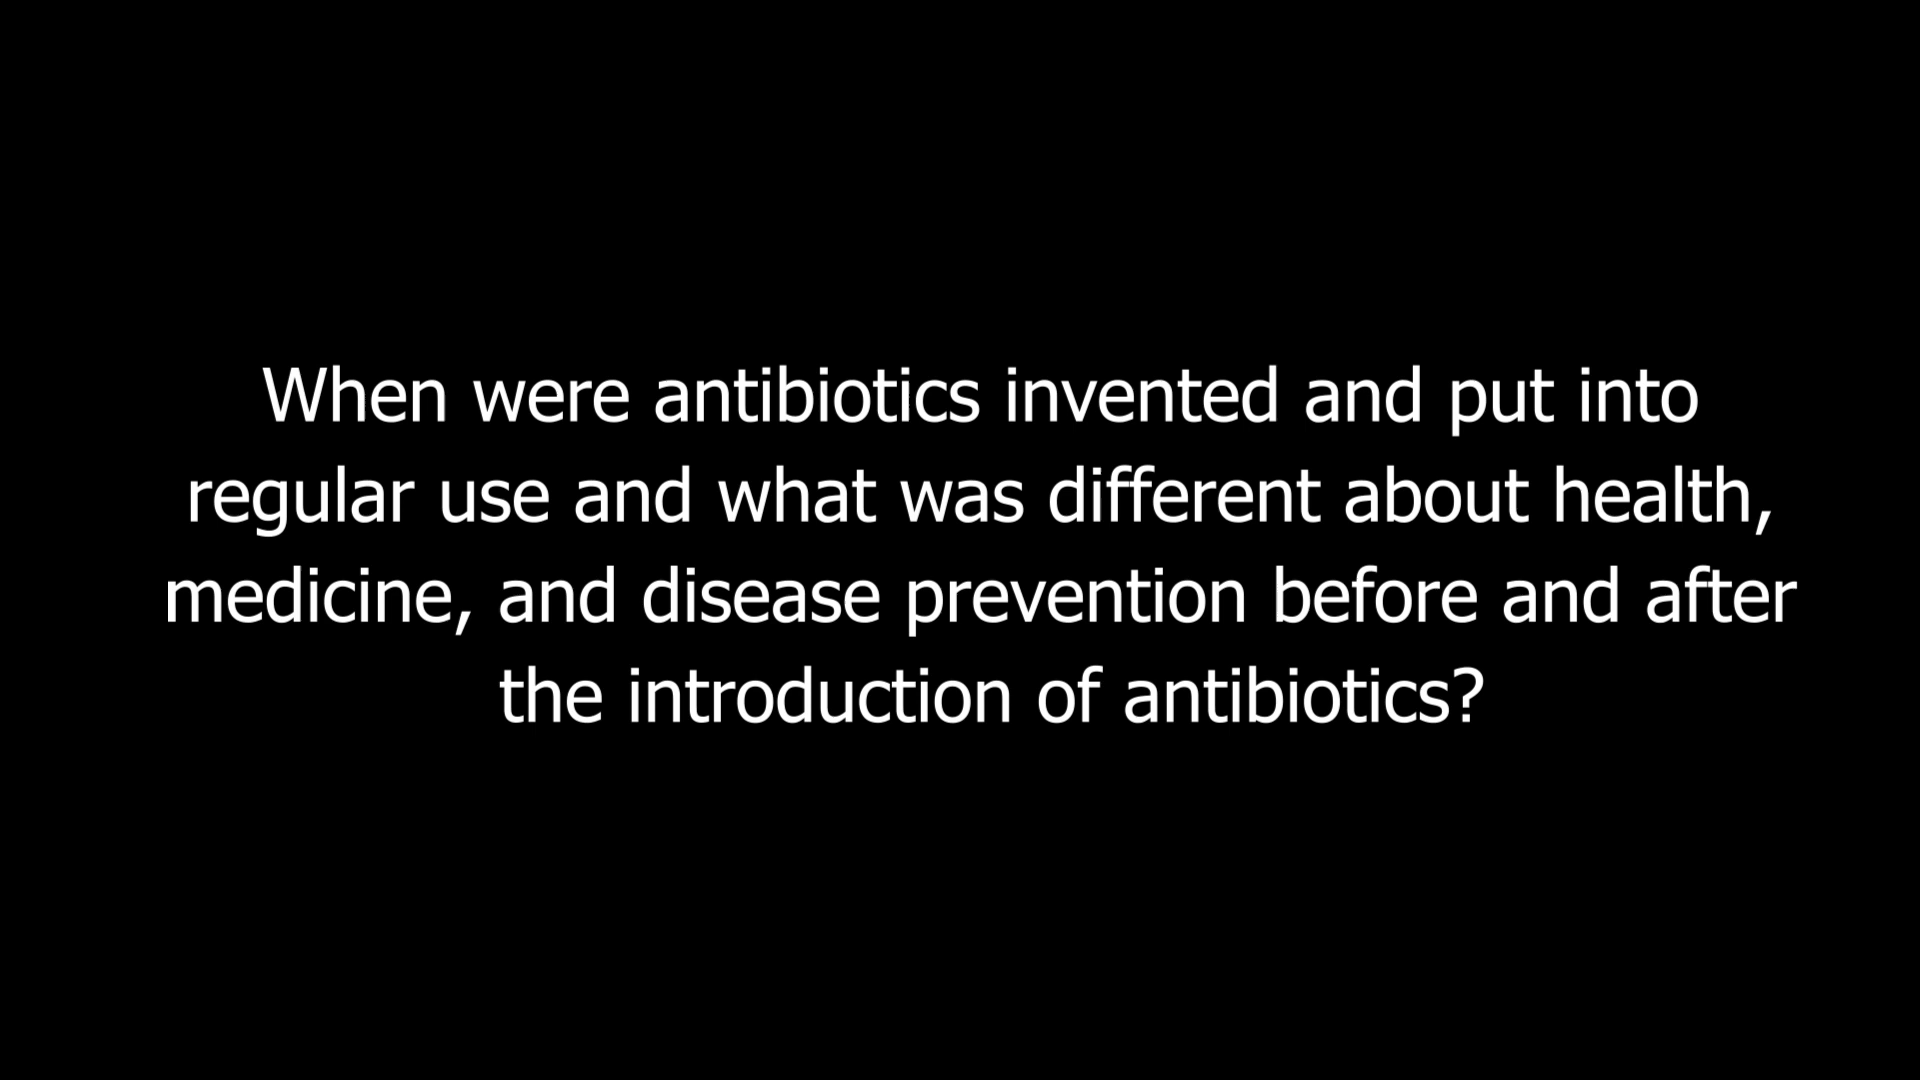 When were antibiotics invented and put into
regular use and what was different about health,
medicine, and disease prevention before and after
the introduction of antibiotics?